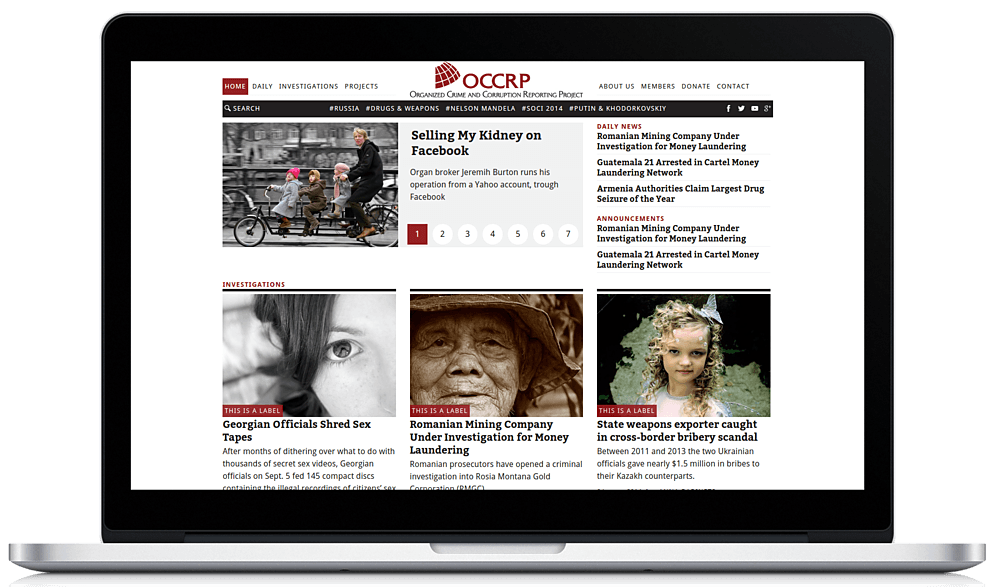 OCCRP
ORGANIZED CRIME AND CORRUPTION REPORTING PROJECT
HOME DAILY INVESTIGATIONS PROJECTS
ABOUT US MEMBERS DONATE CONTACT
SEARCH #RUSSIA #DRUGS & WEAPONS #NELSON MANDELA #SOCI 2014 #PUTIN & KHODORKOVSKIY
Selling My Kidney on
Facebook
Organ broker Jeremih Burton runs his
operation from a Yahoo account, trough
Facebook
1 2 3 4 5 6 7
DAILY NEWS
Romanian Mining Company Under
Investigation for Money Laundering
Guatemala 21 Arrested in Cartel Money
Laundering Network
Armenia Authorities Claim Largest Drug
Seizure of the Year
ANNOUNCEMENTS
Romanian Mining Company Under
Investigation for Money Laundering
Guatemala 21 Arrested in Cartel Money
Laundering Network
INVESTIGATIONS
THIS IS A LABEL
Georgian Officials Shred Sex
Tapes
After months of dithering over what to do with
thousands of secret sex videos, Georgian
officials on Sept. 5 fed 145 compact discs
containing the illegal recordings of citizens' sex
THIS IS A LABEL
Romanian Mining Company
Under Investigation for Money
Laundering
Romanian prosecutors have opened a criminal
investigation into Rosia Montana Gold
Corporation (RMGC)
THIS IS A LABEL
State weapons exporter caught
in cross-border bribery scandal
Between 2011 and 2013 the two Ukrainian
officials gave nearly $1.5 million in bribes to
their Kazakh counterparts.